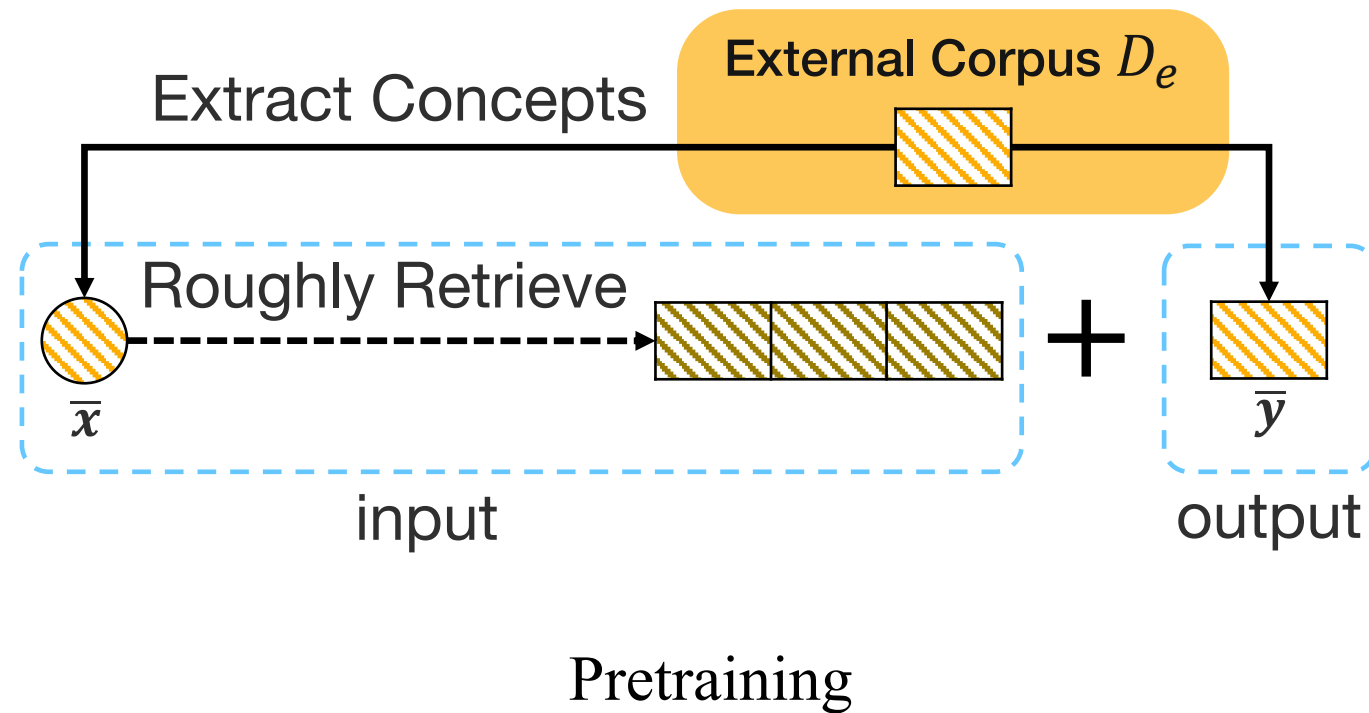 External Corpus $D_e$
Extract Concepts
Roughly Retrieve
+
x̅
y̅
input
output
Pretraining